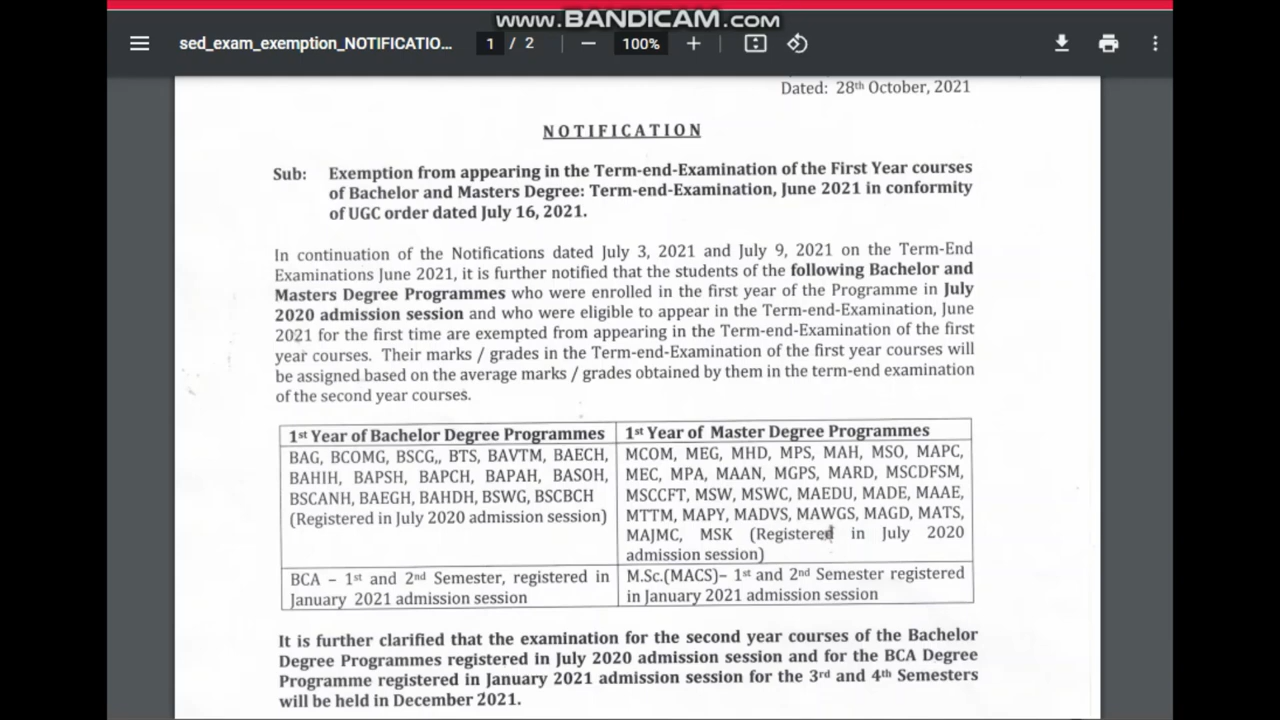 www.BANDICAM.com
sed_exam_exemption_NOTIFICATIO... 1 / 2 100%
Dated: 28th October, 2021
NOTIFICATION
Sub: Exemption from appearing in the Term-end-Examination of the First Year courses
of Bachelor and Masters Degree: Term-end-Examination, June 2021 in conformity
of UGC order dated July 16, 2021.
In continuation of the Notifications dated July 3, 2021 and July 9, 2021 on the Term-End
Examinations June 2021, it is further notified that the students of the following Bachelor and
Masters Degree Programmes who were enrolled in the first year of the Programme in July
2020 admission session and who were eligible to appear in the Term-end-Examination, June
2021 for the first time are exempted from appearing in the Term-end-Examination of the first
year courses. Their marks / grades in the Term-end-Examination of the first year courses will
be assigned based on the average marks / grades obtained by them in the term-end examination
of the second year courses.
1st Year of Bachelor Degree Programmes
BAG, BCOMG, BSCG,, BTS, BAVTM, BAECH,
BAHIH, BAPSH, BAPCH, BAPAH, BASOH,
BSCANH, BAEGH, BAHDH, BSWG, BSCBCH
(Registered in July 2020 admission session)
1st Year of Master Degree Programmes
MCOM, MEG, MHD, MPS, MAH, MSO, MAPC,
MEC, MPA, MAAN, MGPS, MARD, MSCDFSM,
MSCCFT, MSW, MSWC, MAEDU, MADE, MAAE,
MTTM, MAPY, MADVS, MAWGS, MAGD, MATS,
MAJMC, MSK (Registered in July 2020
admission session)
BCA – 1st and 2nd Semester, registered in
January 2021 admission session
M.Sc.(MACS)– 1st and 2nd Semester registered
in January 2021 admission session
It is further clarified that the examination for the second year courses of the Bachelor
Degree Programmes registered in July 2020 admission session and for the BCA Degree
Programme registered in January 2021 admission session for the 3rd and 4th Semesters
will be held in December 2021.